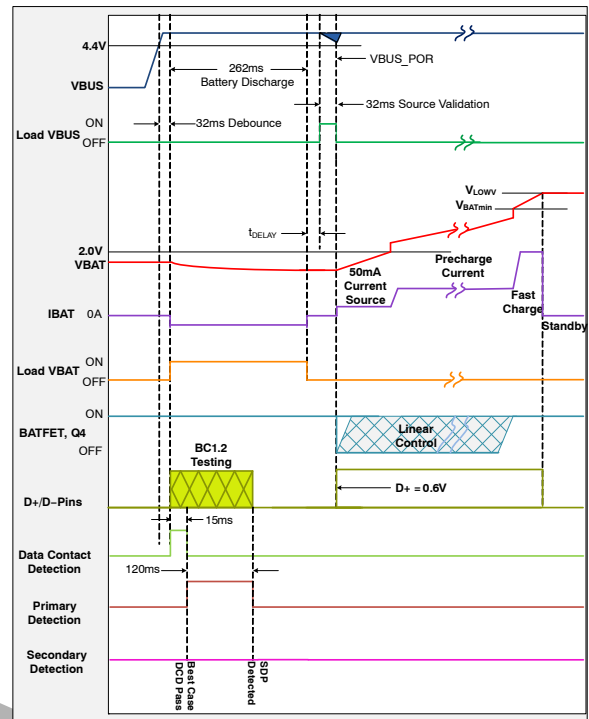 4.4V
VBUS_POR
262ms
Battery Discharge
VBUS
32ms Source Validation
ON
32ms Debounce
Load VBUS
OFF
VLOWV
VBATmin
tDELAY
2.0V
VBAT
50mA
Current
Source
Precharge
Current
Fast
Charge
IBAT 0A
Standby
ON
Load VBAT
OFF
ON
BATFET, Q4
Linear
Control
OFF
BC1.2
Testing
D+/D−Pins
D+ = 0.6V
15ms
Data Contact
Detection
120ms
Primary
Detection
Secondary
Detection
Best Case
DCD Pass
SDP
Detected